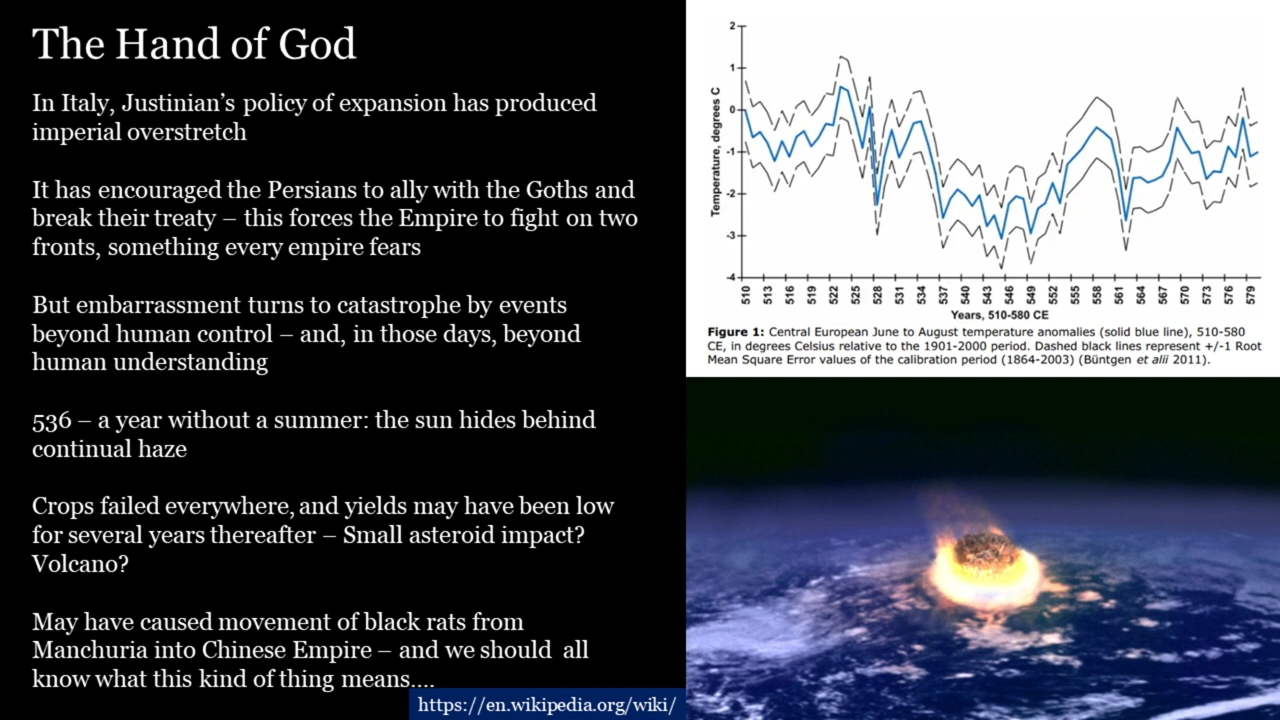 The Hand of God
In Italy, Justinian's policy of expansion has produced
imperial overstretch
It has encouraged the Persians to ally with the Goths and
break their treaty – this forces the Empire to fight on two
fronts, something every empire fears
But embarrassment turns to catastrophe by events
beyond human control – and, in those days, beyond
human understanding
536 – a year without a summer: the sun hides behind
continual haze
Crops failed everywhere, and yields may have been low
for several years thereafter – Small asteroid impact?
Volcano?
May have caused movement of black rats from
Manchuria into Chinese Empire – and we should all
know what this kind of thing means....
https://en.wikipedia.org/wiki/
Temperature, degrees C
2
1
0
-1
-2
-3
-4
510 513 516 519 522 525 528 531 534 537 540 543 546 549 552 555 558 561 564 567 570 573 576 579
Years, 510-580 CE
Figure 1: Central European June to August temperature anomalies (solid blue line), 510-580
CE, in degrees Celsius relative to the 1901-2000 period. Dashed black lines represent +/-1 Root
Mean Square Error values of the calibration period (1864-2003) (Büntgen et alii 2011).